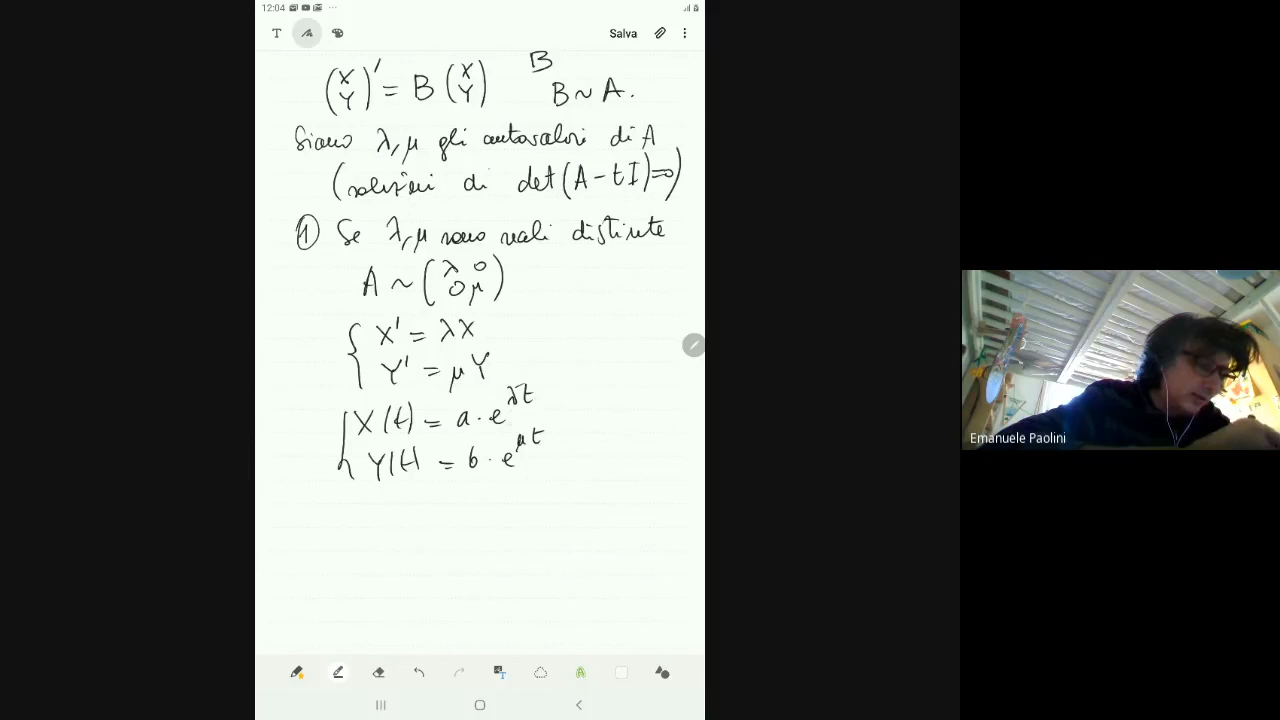 12:04
T
Salva
(X Y)' = B (X Y)
B
B ~ A.
Siano λ, μ gli autovalori di A
(soluzioni di det(A - tI)=0)
① Se λ, μ sono reali distinte
A ~ (λ 0 0 μ)
{ X' = λX
Y' = μY
{ X(t) = a · e^{λt}
Y(t) = b · e^{μt}
Emanuele Paolini